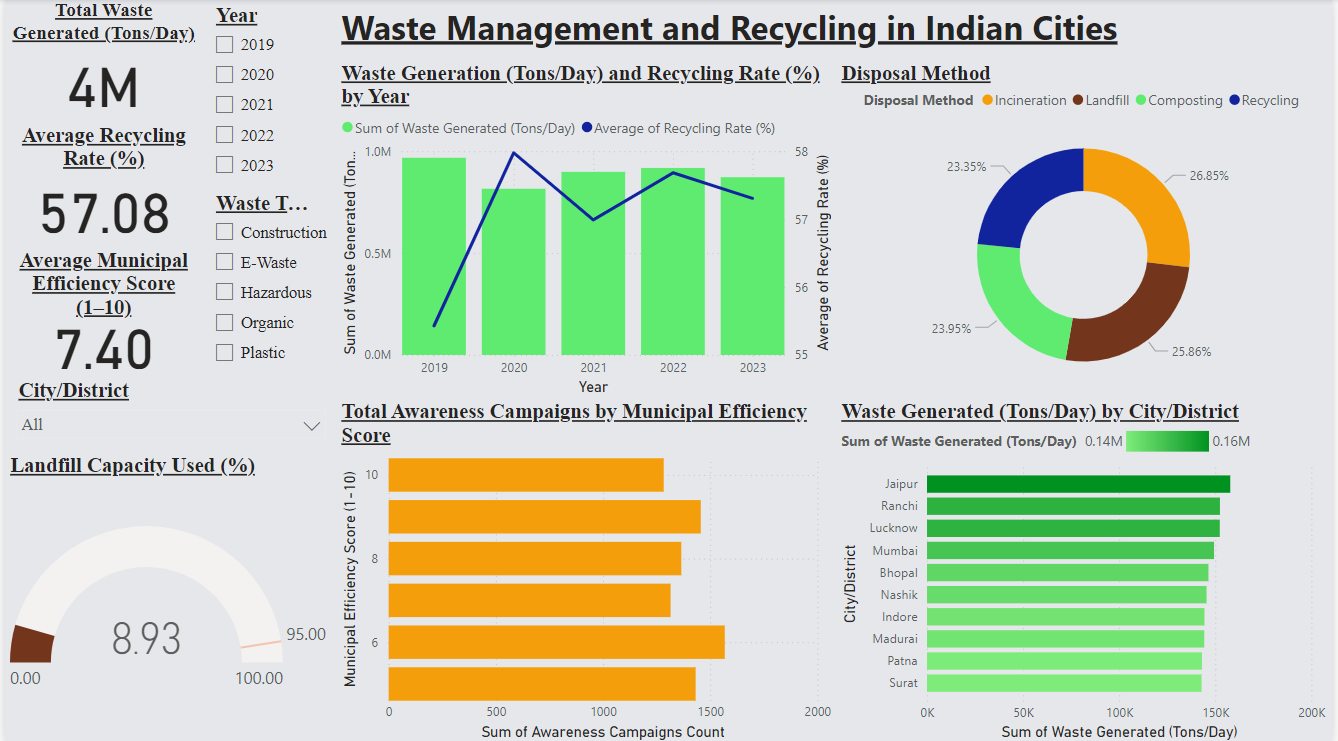 Total Waste
Generated (Tons/Day)
4M
Average Recycling
Rate (%)
57.08
Average Municipal
Efficiency Score
(1–10)
7.40
City/District
All
Landfill Capacity Used (%)
8.93
95.00
0.00
100.00
Year
2019
2020
2021
2022
2023
Waste T...
Construction
E-Waste
Hazardous
Organic
Plastic
Waste Management and Recycling in Indian Cities
Waste Generation (Tons/Day) and Recycling Rate (%)
by Year
Sum of Waste Generated (Tons/Day) Average of Recycling Rate (%)
Sum of Waste Generated (Ton...
1.0M
0.5M
0.0M
58
57
56
55
Average of Recycling Rate (%)
2019 2020 2021 2022 2023
Year
Disposal Method
Disposal Method Incineration Landfill Composting Recycling
23.35%
26.85%
23.95%
25.86%
Total Awareness Campaigns by Municipal Efficiency
Score
Municipal Efficiency Score (1-10)
10
8
6
0 500 1000 1500 2000
Sum of Awareness Campaigns Count
Waste Generated (Tons/Day) by City/District
Sum of Waste Generated (Tons/Day) 0.14M 0.16M
City/District
Jaipur
Ranchi
Lucknow
Mumbai
Bhopal
Nashik
Indore
Madurai
Patna
Surat
0K 50K 100K 150K 200K
Sum of Waste Generated (Tons/Day)